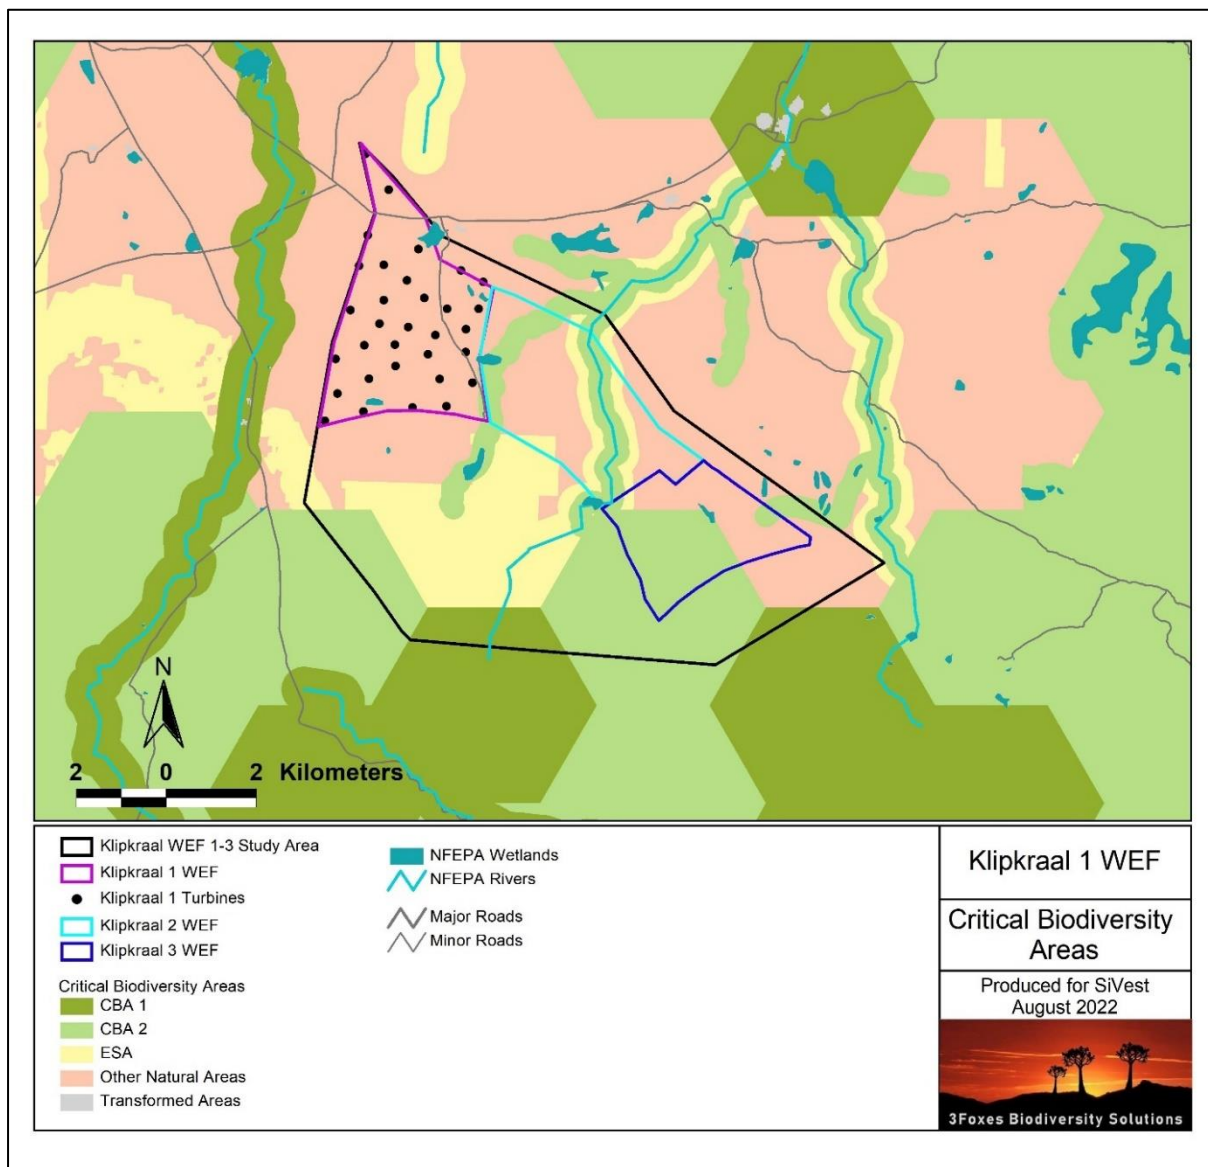 N
2 0 2 Kilometers
Klipkraal WEF 1-3 Study Area
Klipkraal 1 WEF
Klipkraal 1 Turbines
Klipkraal 2 WEF
Klipkraal 3 WEF
Critical Biodiversity Areas
CBA 1
CBA 2
ESA
Other Natural Areas
Transformed Areas
NFEPA Wetlands
NFEPA Rivers
Major Roads
Minor Roads
Klipkraal 1 WEF
Critical Biodiversity
Areas
Produced for SiVest
August 2022
3Foxes Biodiversity Solutions